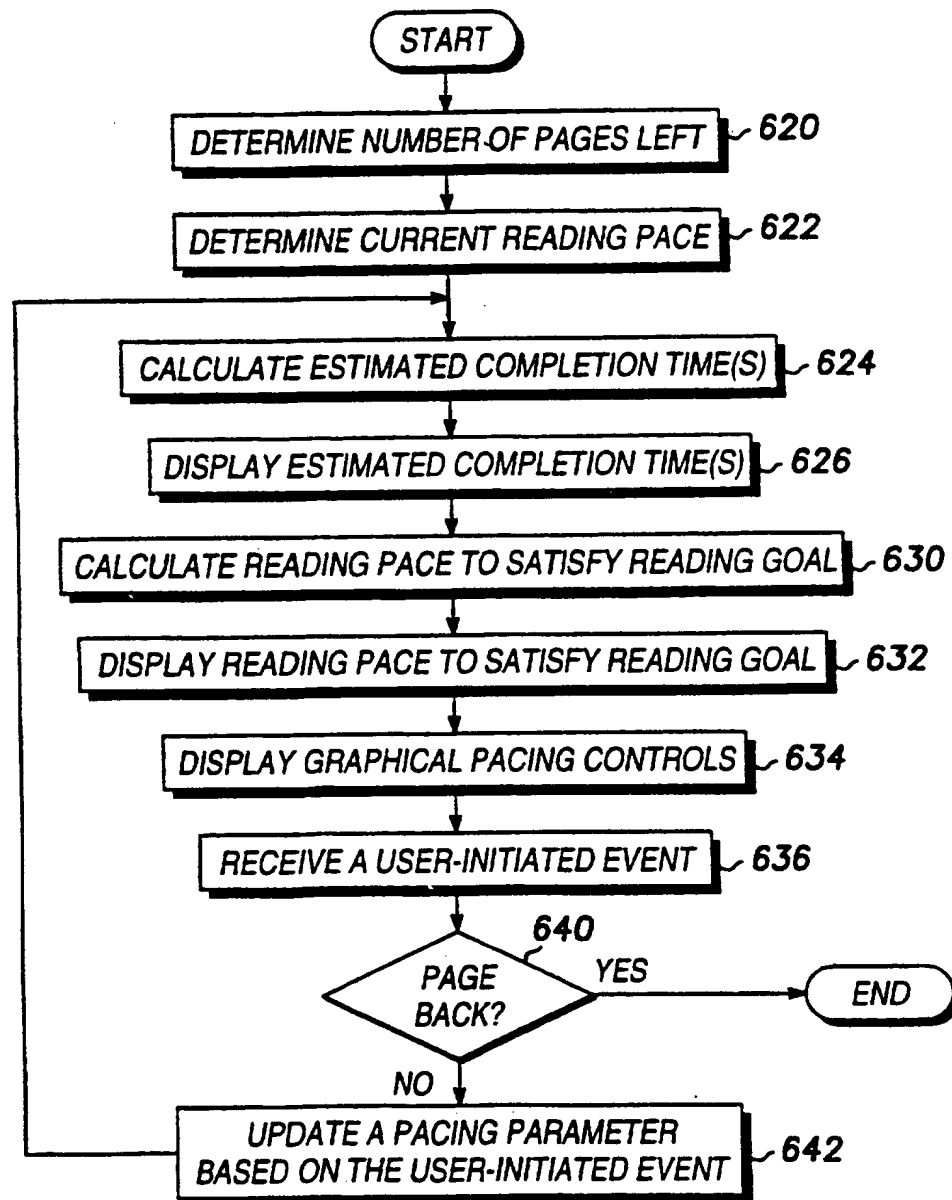 START
DETERMINE NUMBER OF PAGES LEFT 620
DETERMINE CURRENT READING PACE 622
CALCULATE ESTIMATED COMPLETION TIME(S) 624
DISPLAY ESTIMATED COMPLETION TIME(S) 626
CALCULATE READING PACE TO SATISFY READING GOAL 630
DISPLAY READING PACE TO SATISFY READING GOAL 632
DISPLAY GRAPHICAL PACING CONTROLS 634
RECEIVE A USER-INITIATED EVENT 636
640
PAGE
BACK?
YES
END
NO
UPDATE A PACING PARAMETER
BASED ON THE USER-INITIATED EVENT 642